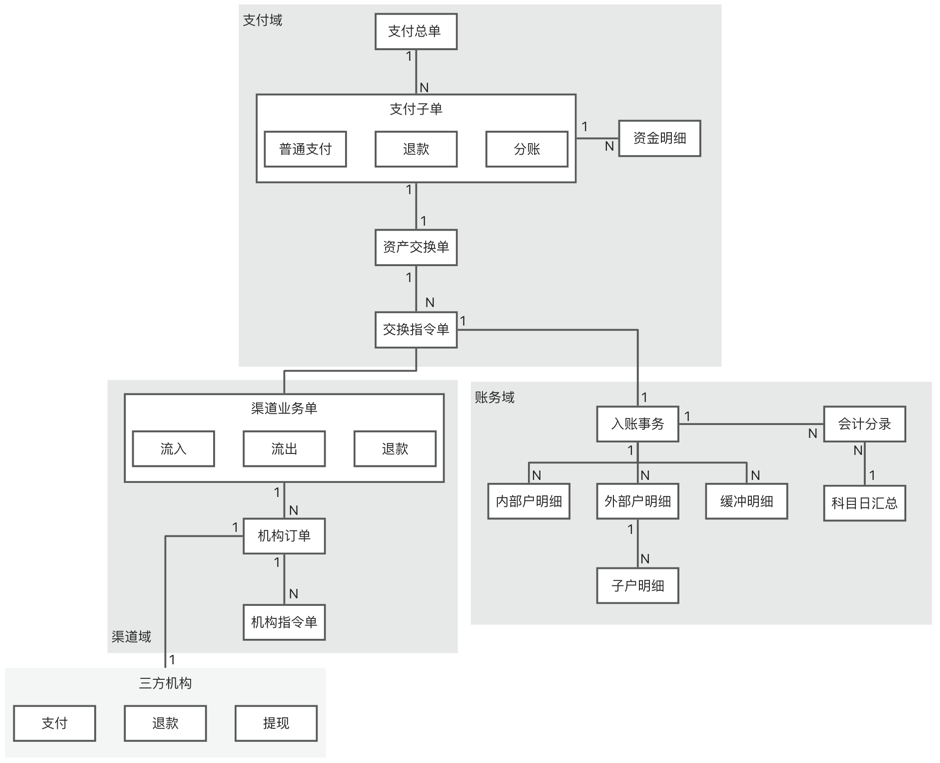 支付域
支付总单
1
N
支付子单
普通支付
退款
分账
1
N
资金明细
1
1
资产交换单
1
N
交换指令单
1
渠道业务单
流入
流出
退款
1
N
机构订单
1
1
N
机构指令单
渠道域
1
三方机构
支付
退款
提现
账务域
1
入账事务
1
N
会计分录
1
N
N
N
内部户明细
外部户明细
缓冲明细
N
1
科目日汇总
1
N
子户明细